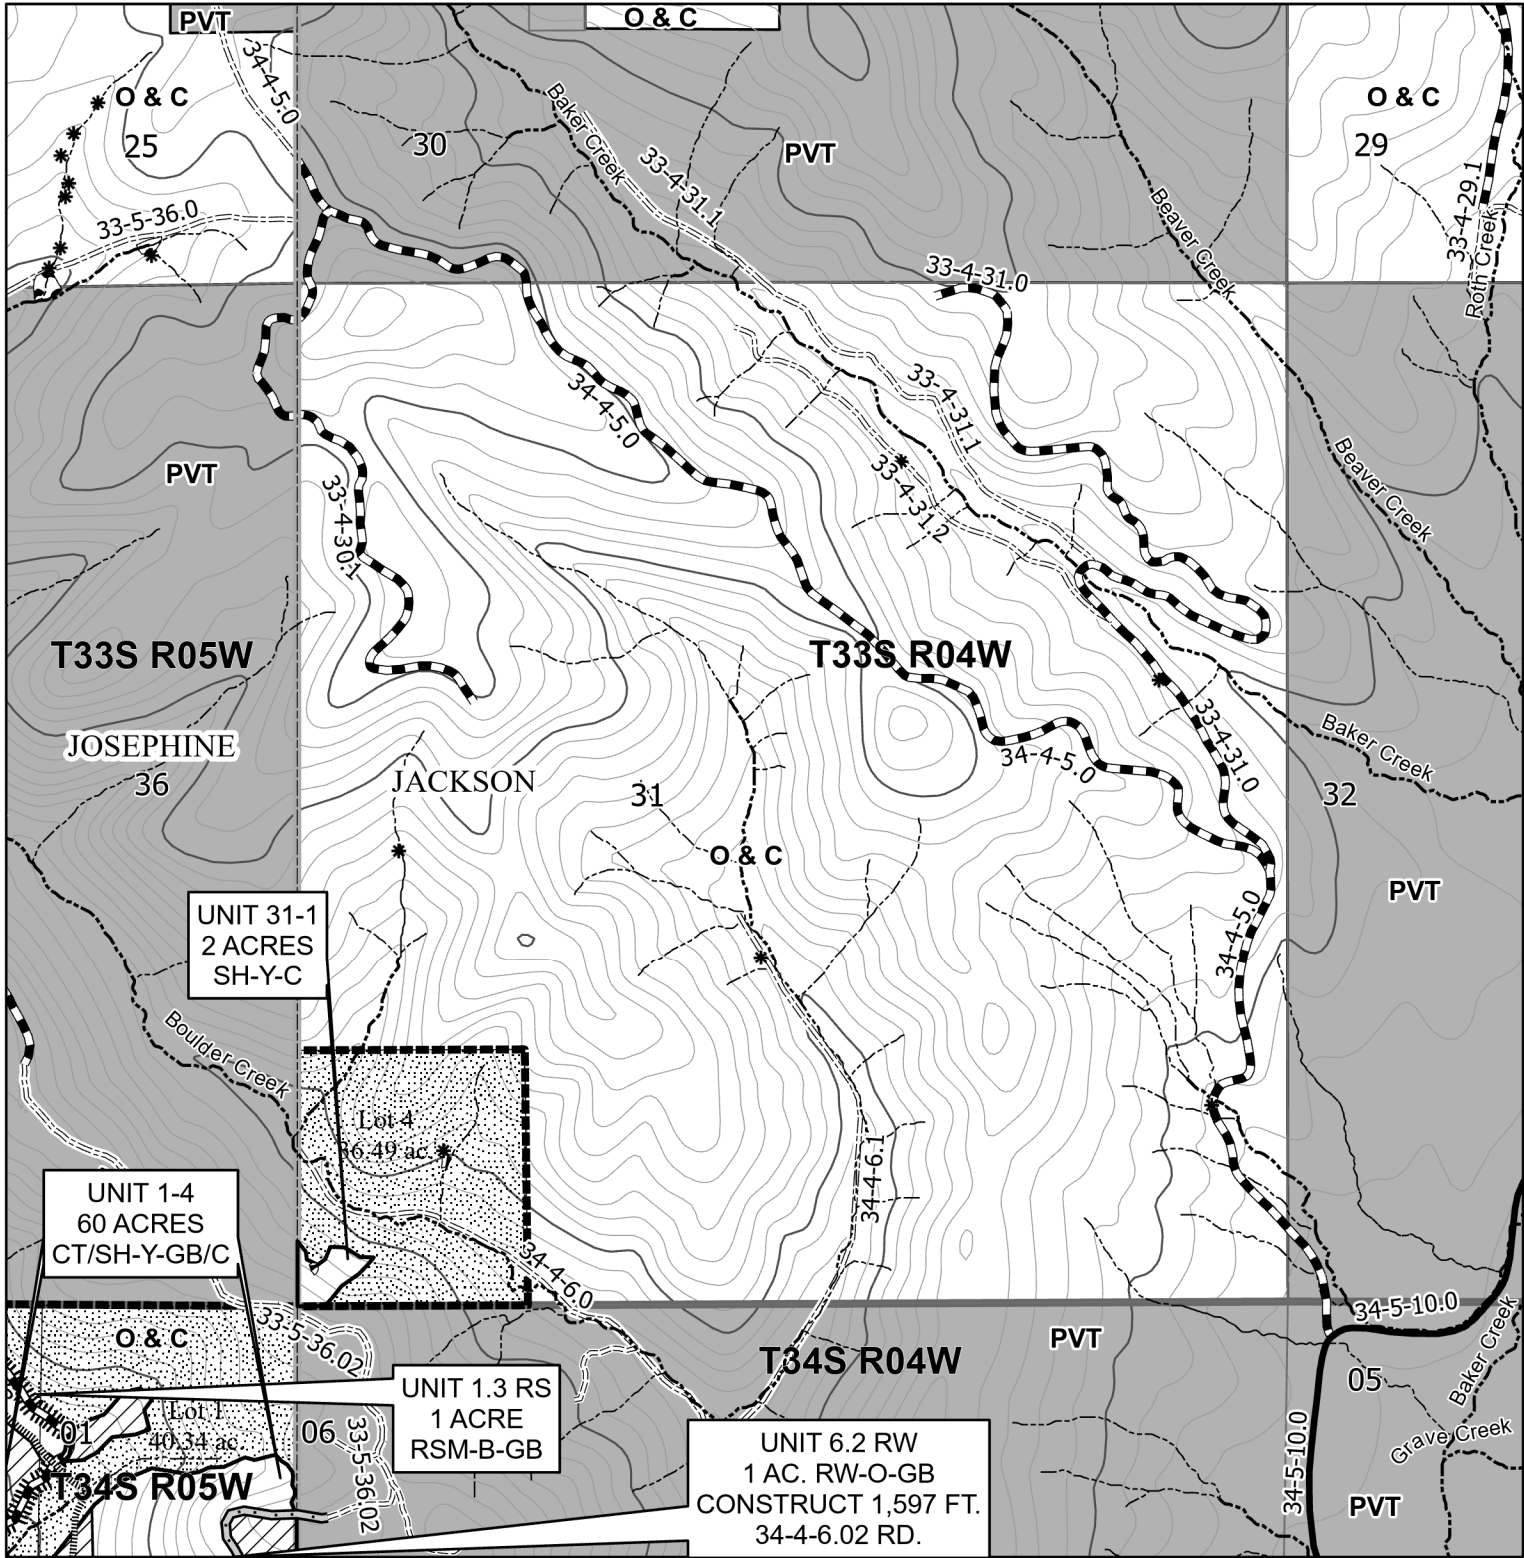 PVT
O & C
34-4-5.0
O & C
25
30
Baker Creek
33-4-31.1
PVT
O & C
29
33-4-29.1
Roth Creek
Beaver Creek
33-5-36.0
33-4-31.0
34-4-5.0
33-4-31.1
33-4-31.2
Beaver Creek
PVT
33-4-30.1
T33S R05W
T33S R04W
JOSEPHINE
36
JACKSON
31
34-4-5.0
33-4-31.0
Baker Creek
32
O & C
PVT
34-4-5.0
UNIT 31-1
2 ACRES
SH-Y-C
Boulder Creek
Lot 4
36.49 ac.
34-4-6.1
UNIT 1-4
60 ACRES
CT/SH-Y-GB/C
34-4-6.0
34-5-10.0
Baker Creek
O & C
33-5-36.02
PVT
T34S R04W
05
UNIT 1.3 RS
1 ACRE
RSM-B-GB
Lot 1
40.34 ac.
01
06
33-5-36.02
T34S R05W
UNIT 6.2 RW
1 AC. RW-O-GB
CONSTRUCT 1,597 FT.
34-4-6.02 RD.
34-5-10.0
Grave Creek
PVT